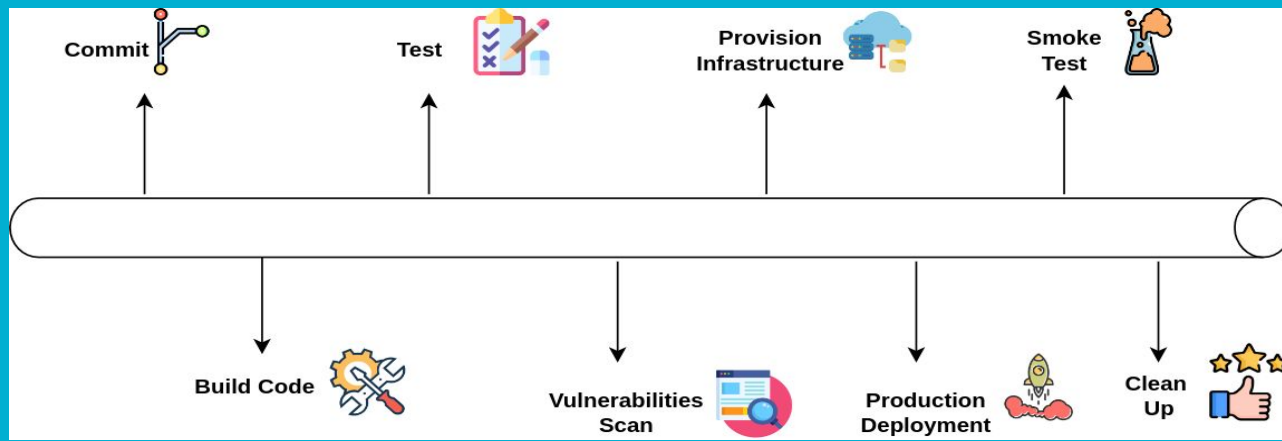 Commit
Test
Provision
Infrastructure
Smoke
Test
Build Code
Vulnerabilities
Scan
Production
Deployment
Clean
Up